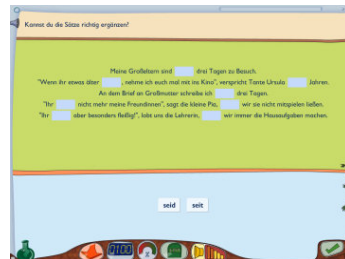 Kannst du die Sätze richtig ergänzen?
Meine Großeltern sind drei Tagen zu Besuch.
"Wenn ihr etwas älter , nehme ich euch mal mit ins Kino", verspricht Tante Ursula Jahren.
An dem Brief an Großmutter schreibe ich drei Tagen.
"Ihr nicht mehr meine Freundinnen", sagt die kleine Pia, wir sie nicht mitspielen ließen.
"Ihr aber besonders fleißig!", lobt uns die Lehrerin, wir immer die Hausaufgaben machen.
seid seit